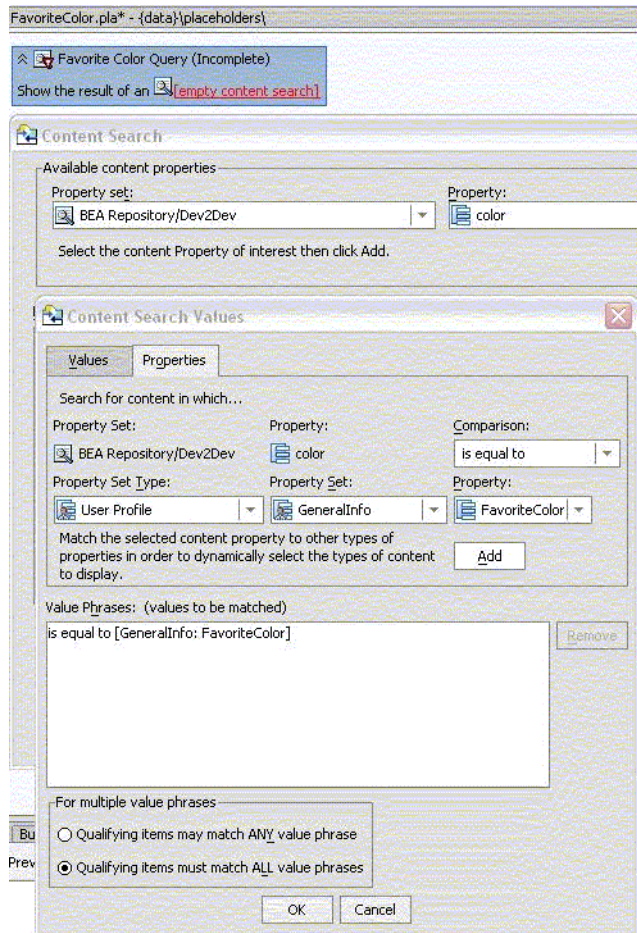 FavoriteColor.pla* - {data}\placeholders\
Favorite Color Query (Incomplete)
Show the result of an [empty content search]
Content Search
Available content properties
Property set: Property:
BEA Repository/Dev2Dev color
Select the content Property of interest then click Add.
Content Search Values
Values Properties
Search for content in which...
Property Set: Property: Comparison:
BEA Repository/Dev2Dev color is equal to
Property Set Type: Property Set: Property:
User Profile GeneralInfo FavoriteColor
Match the selected content property to other types of
properties in order to dynamically select the types of content
to display.
Add
Value Phrases: (values to be matched)
is equal to [GeneralInfo: FavoriteColor]
Remove
For multiple value phrases
Bu
Qualifying items may match ANY value phrase
Prev
Qualifying items must match ALL value phrases
OK Cancel